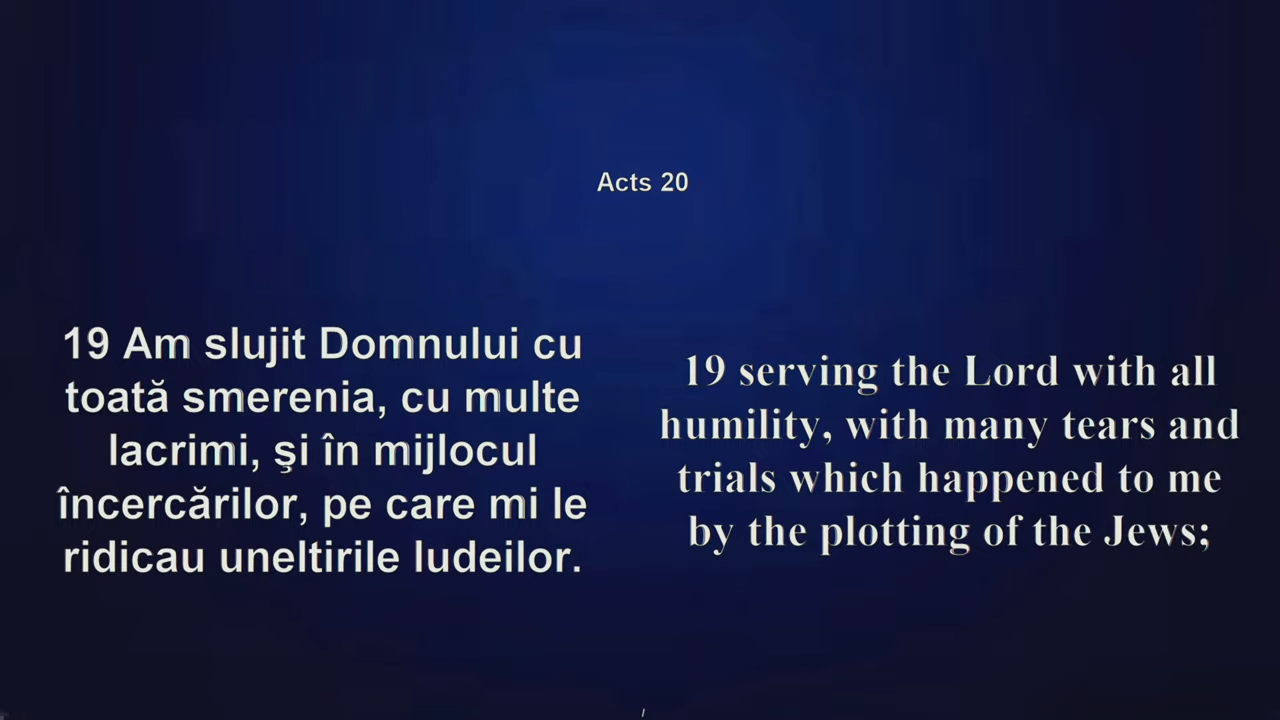 Acts 20
19 Am slujit Domnului cu
toată smerenia, cu multe
lacrimi, şi în mijlocul
încercărilor, pe care mi le
ridicau uneltirile Iudeilor.
19 serving the Lord with all
humility, with many tears and
trials which happened to me
by the plotting of the Jews;
/